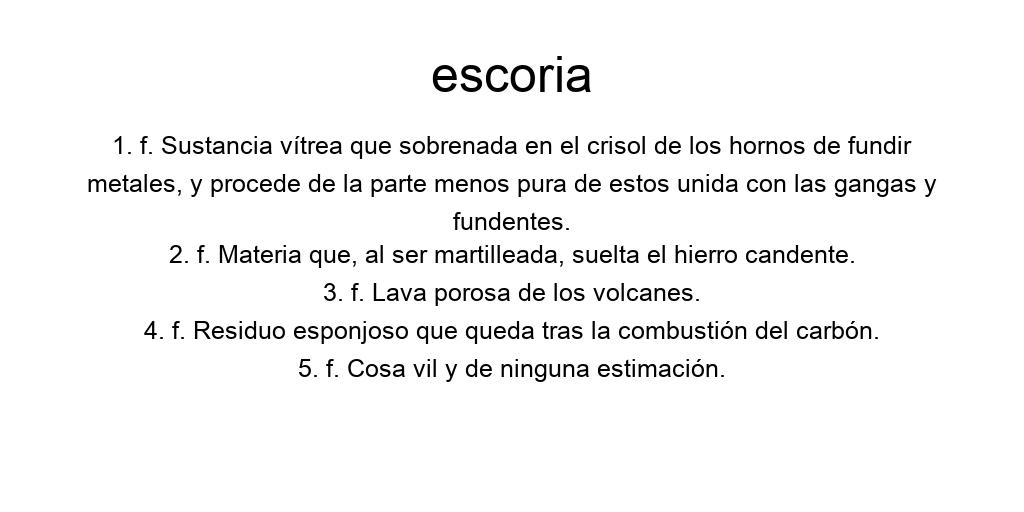 escoria
1. f. Sustancia vítrea que sobrenada en el crisol de los hornos de fundir
metales, y procede de la parte menos pura de estos unida con las gangas y
fundentes.
2. f. Materia que, al ser martilleada, suelta el hierro candente.
3. f. Lava porosa de los volcanes.
4. f. Residuo esponjoso que queda tras la combustión del carbón.
5. f. Cosa vil y de ninguna estimación.